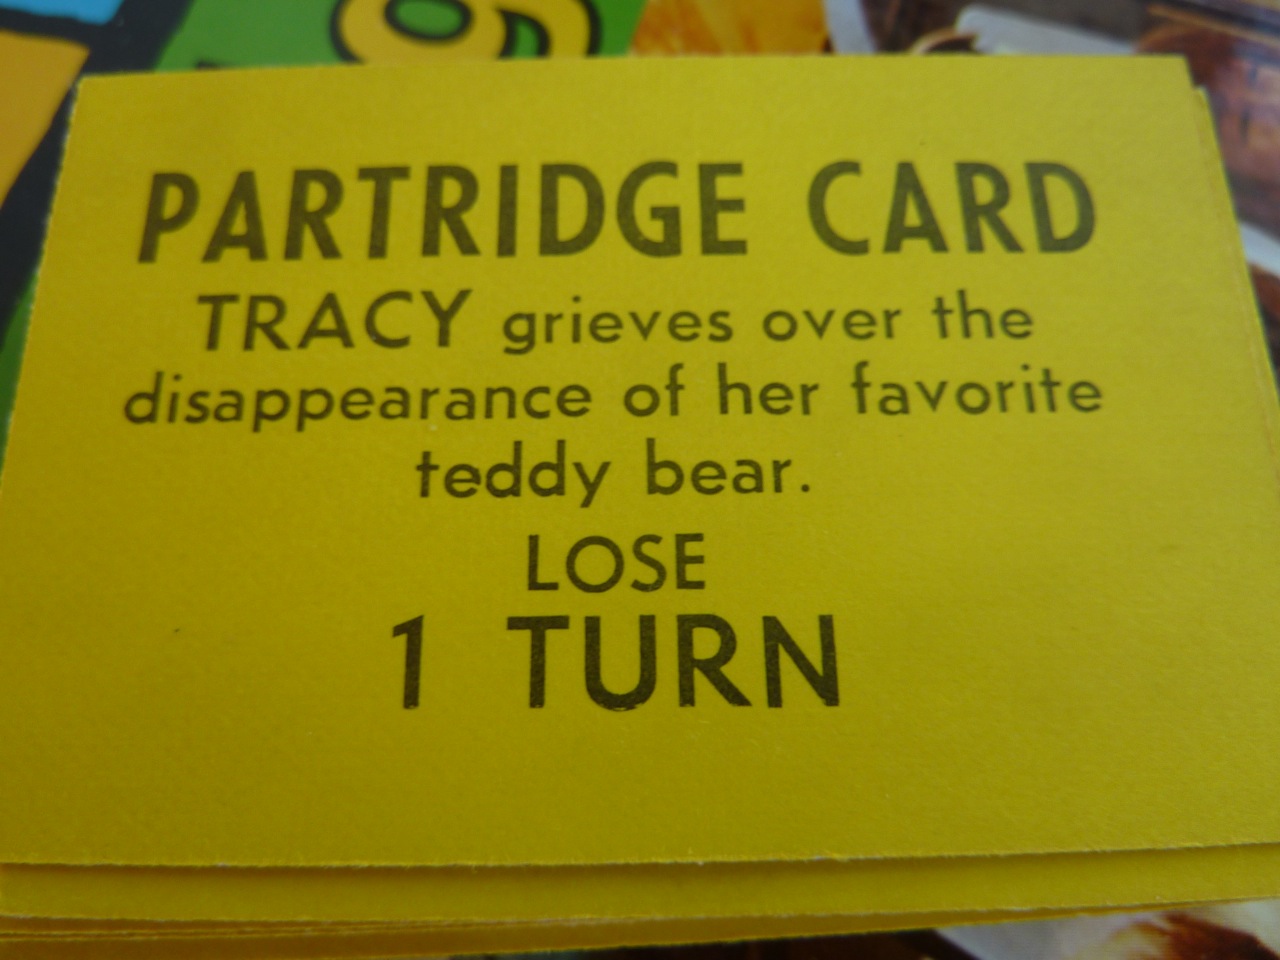 PARTRIDGE CARD
TRACY grieves over the
disappearance of her favorite
teddy bear.
LOSE
1 TURN